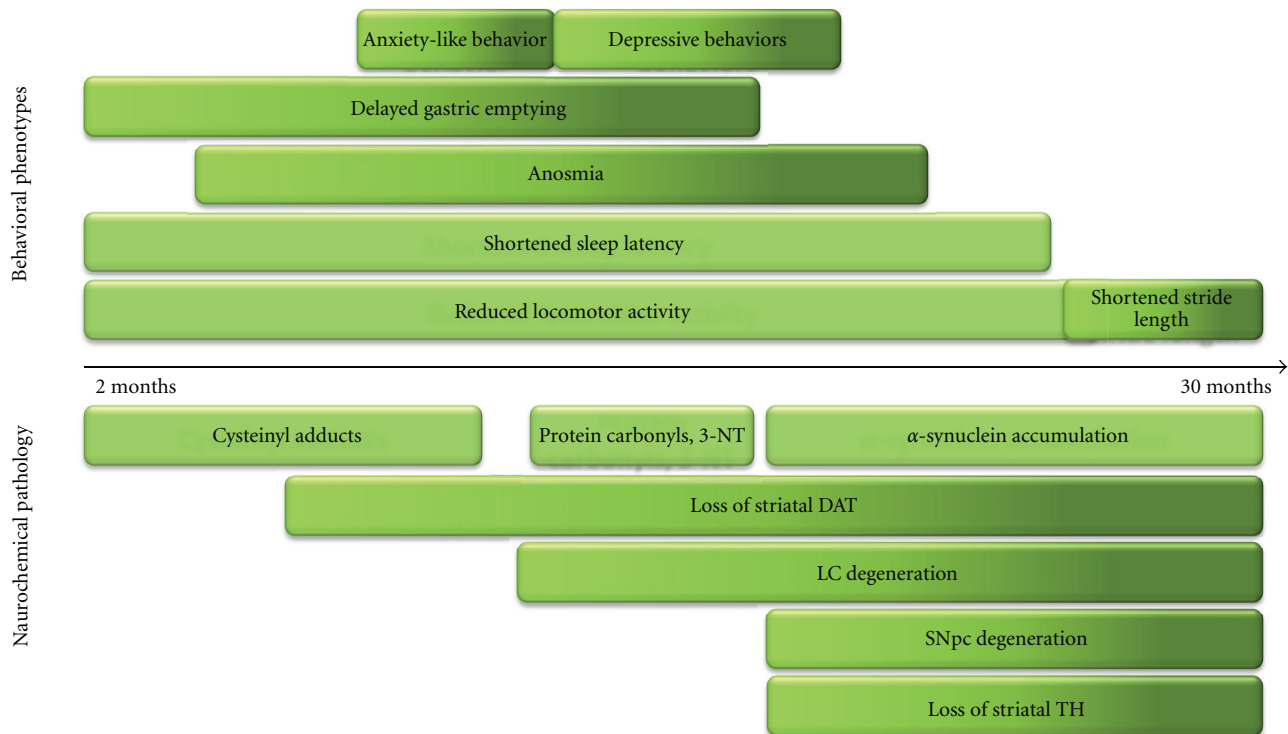 Behavioral phenotypes
Anxiety-like behavior
Depressive behaviors
Delayed gastric emptying
Anosmia
Shortened sleep latency
Reduced locomotor activity
Shortened stride
length
2 months
30 months
Naurochemical pathology
Cysteinyl adducts
Protein carbonyls, 3-NT
α-synuclein accumulation
Loss of striatal DAT
LC degeneration
SNpc degeneration
Loss of striatal TH